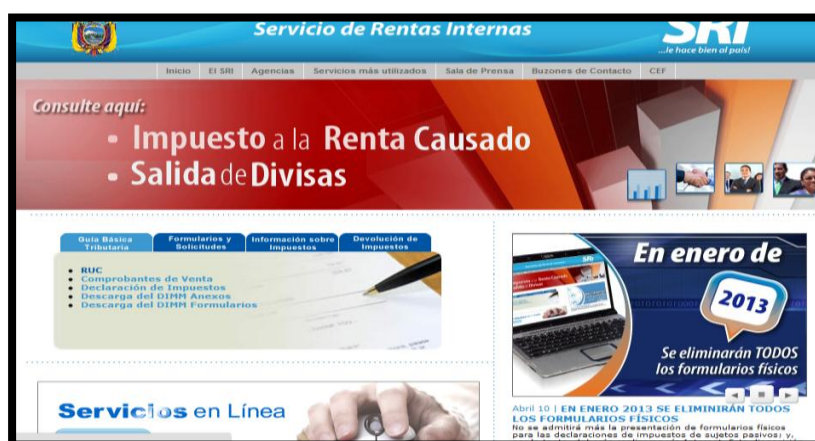 Servicio de Rentas Internas
SRI
...le hace bien al país!
Inicio El SRI Agencias Servicios más utilizados Sala de Prensa Buzones de Contacto CEF
Consulte aquí:
• Impuesto a la Renta Causado
• Salida de Divisas
Guía Básica Tributaria
Formularios y Solicitudes
Información sobre Impuestos
Devolución de Impuestos
• RUC
• Comprobantes de Venta
• Declaración de Impuestos
• Descarga del DIMM Anexos
• Descarga del DIMM Formularios
Servicios en Línea
En enero de
2013
Se eliminarán TODOS
los formularios físicos
Abril 10 | EN ENERO 2013 SE ELIMINIRÁN TODOS
LOS FORMULARIOS FÍSICOS
No se admitirá más la presentación de formularios físicos
para las declaraciones de impuestos de sujetos pasivos; y,